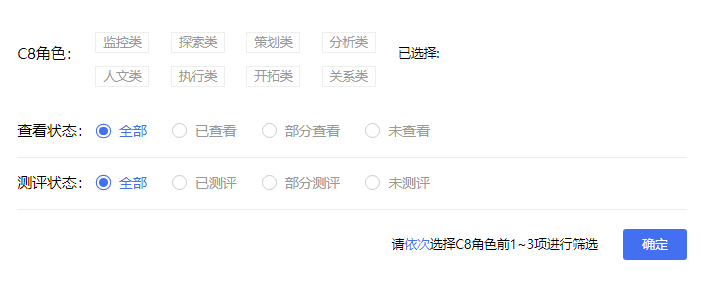 C8角色： 监控类 探索类 策划类 分析类 已选择:
人文类 执行类 开拓类 关系类
查看状态： 全部 已查看 部分查看 未查看
测评状态： 全部 已测评 部分测评 未测评
请依次选择C8角色前1~3项进行筛选 确定